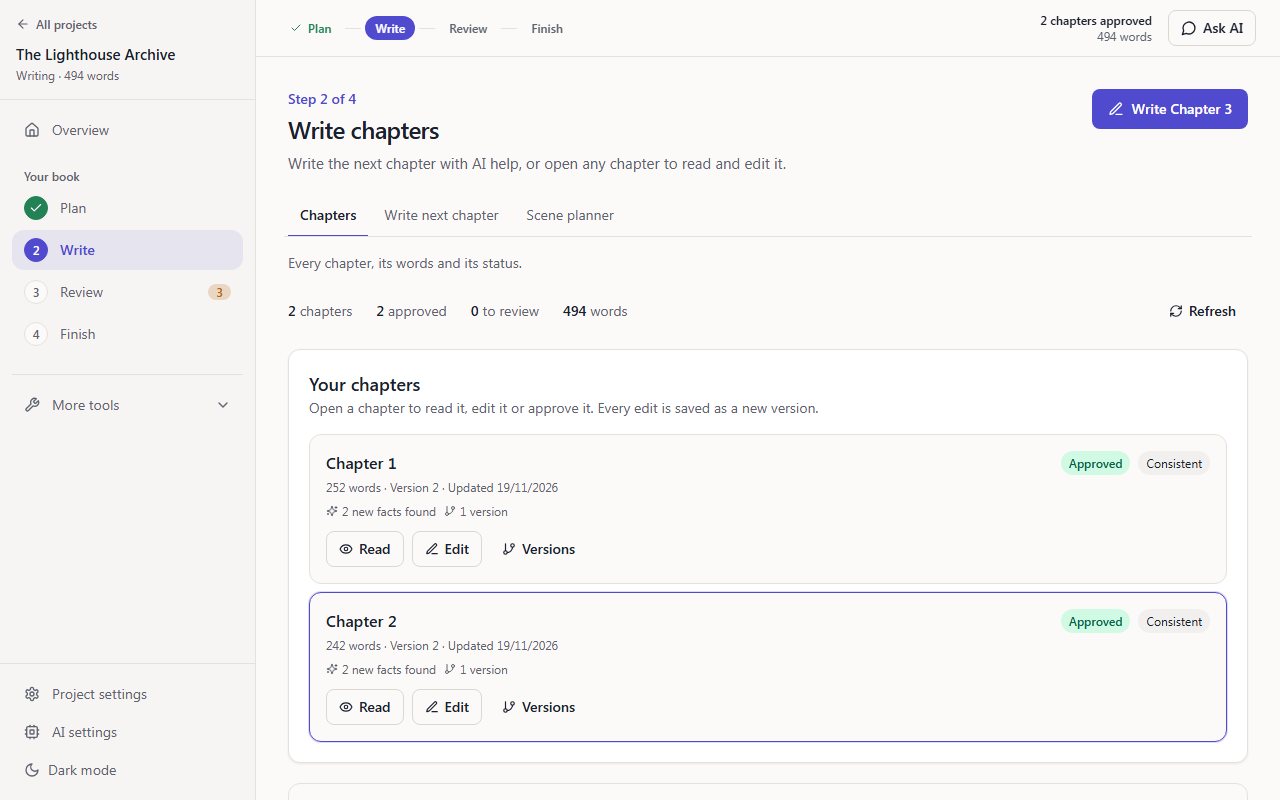 All projects
The Lighthouse Archive
Writing · 494 words
Overview
Your book
Plan
2 Write
3 Review 3
4 Finish
More tools
Project settings
AI settings
Dark mode
Plan Write Review Finish
2 chapters approved
494 words
Ask AI
Step 2 of 4
Write chapters
Write the next chapter with AI help, or open any chapter to read and edit it.
Write Chapter 3
Chapters Write next chapter Scene planner
Every chapter, its words and its status.
2 chapters 2 approved 0 to review 494 words Refresh
Your chapters
Open a chapter to read it, edit it or approve it. Every edit is saved as a new version.
Chapter 1 Approved Consistent
252 words · Version 2 · Updated 19/11/2026
2 new facts found 1 version
Read Edit Versions
Chapter 2 Approved Consistent
242 words · Version 2 · Updated 19/11/2026
2 new facts found 1 version
Read Edit Versions